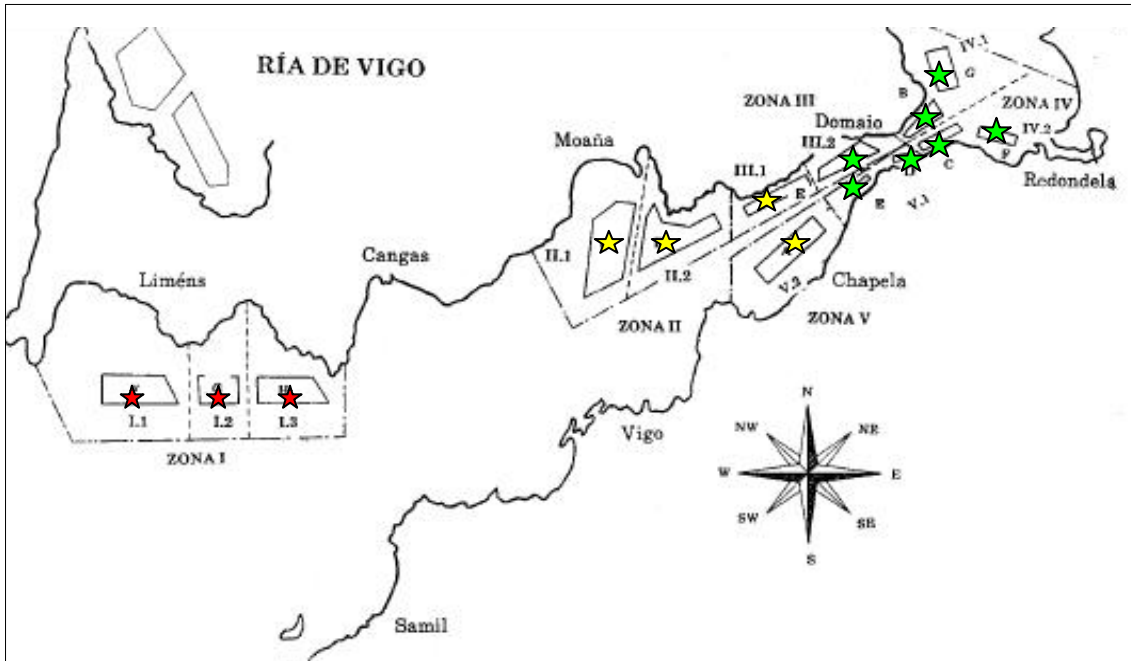 RÍA DE VIGO
IV.1
G
ZONA III
B
ZONA IV
Domaio
IV.2
Moaña
III.2
F
C
Redondela
III.1
E
E
V.1
II.1
Cangas
II.2
Liméns
V.2
Chapela
ZONA II
ZONA V
I.1
I.2
I.3
ZONA I
Vigo
N
NW
NE
W
E
SW
SE
S
Samil